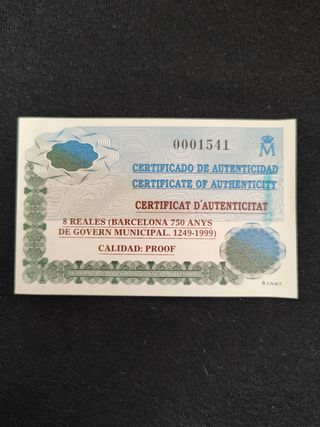 0001541
M
CERTIFICADO DE AUTENTICIDAD
CERTIFICATE OF AUTHENTICITY
CERTIFICAT D'AUTENTICITAT
8 REALES (BARCELONA 750 ANYS
DE GOVERN MUNICIPAL. 1249-1999)
CALIDAD: PROOF